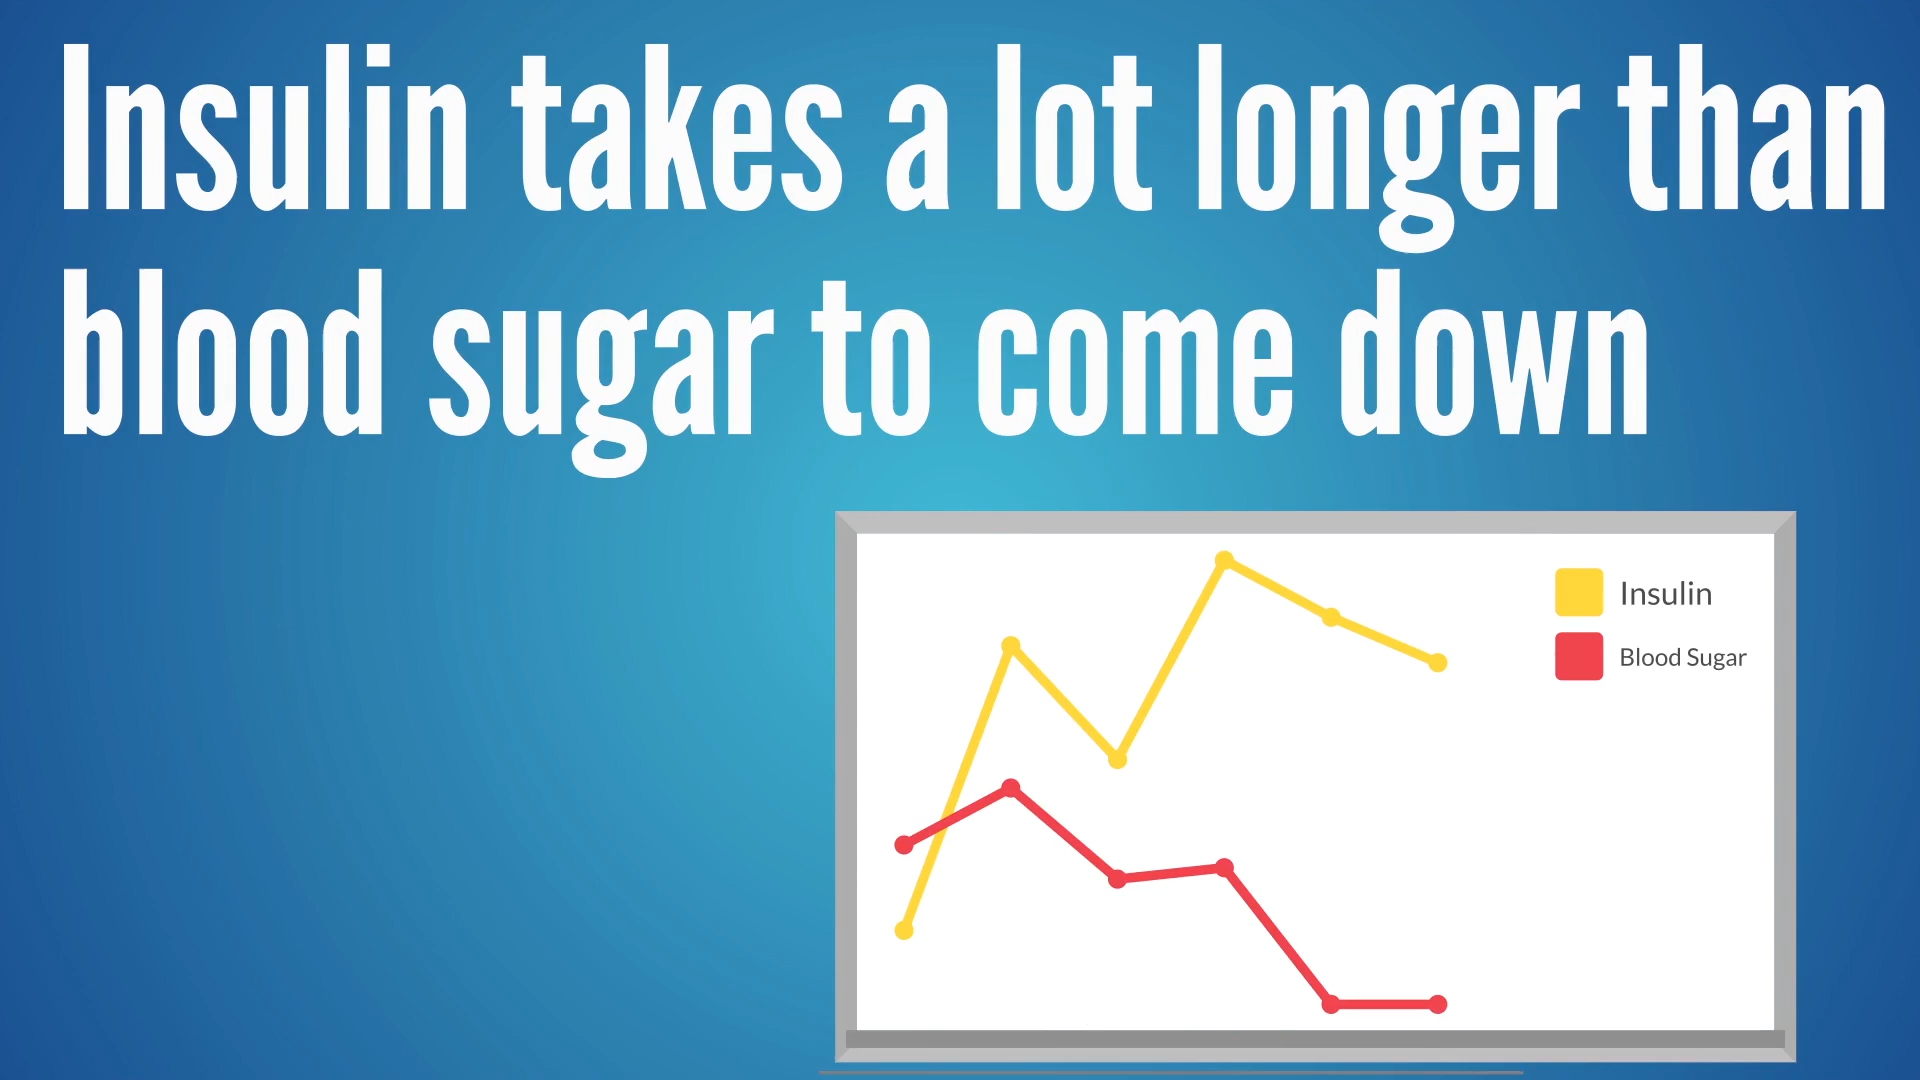 Insulin takes a lot longer than
blood sugar to come down
Insulin
Blood Sugar